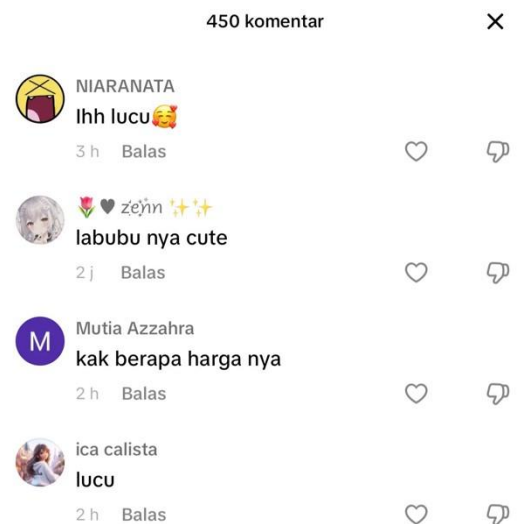 450 komentar
NIARANATA
Ihh lucu🥰
3 h Balas
🌷🖤 zenn ✨✨
labubu nya cute
2 j Balas
M
Mutia Azzahra
kak berapa harga nya
2 h Balas
ica calista
lucu
2 h Balas